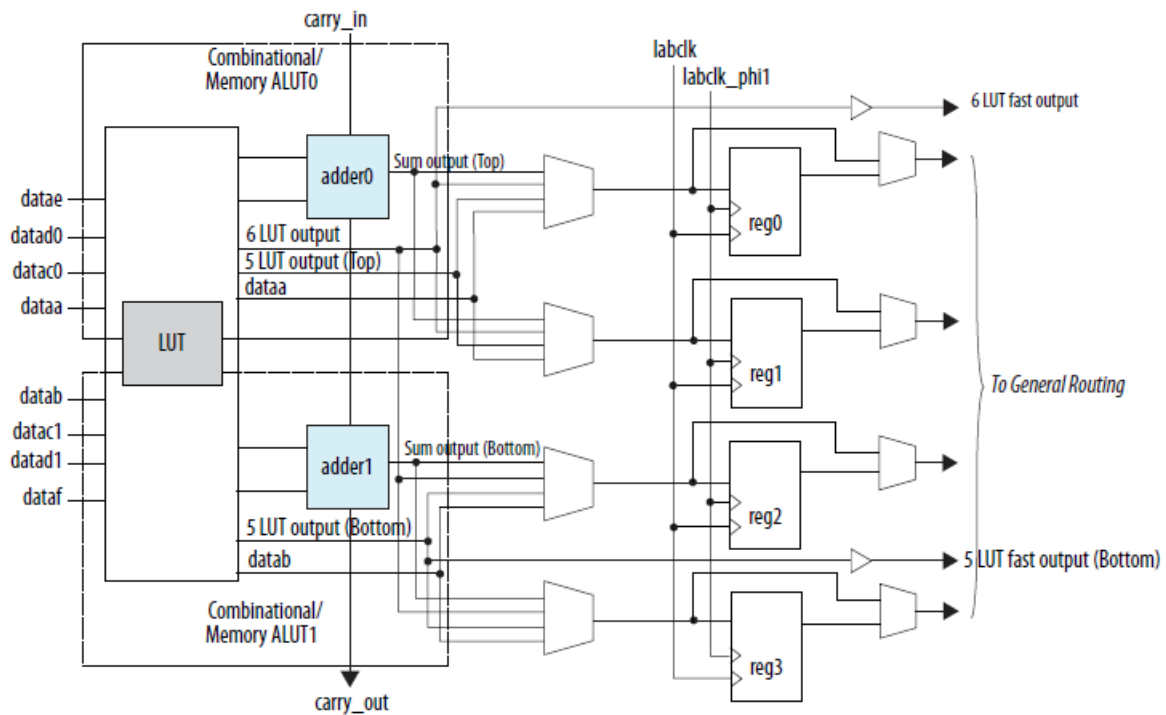 carry_in
Combinational/
Memory ALUT0
labclk
labclk_phi1
6 LUT fast output
adder0
Sum output (Top)
datae
datad0
datac0
dataa
6 LUT output
5 LUT output (Top)
dataa
reg0
LUT
reg1
To General Routing
datab
datac1
datad1
dataf
adder1
Sum output (Bottom)
5 LUT output (Bottom)
datab
reg2
5 LUT fast output (Bottom)
Combinational/
Memory ALUT1
reg3
carry_out